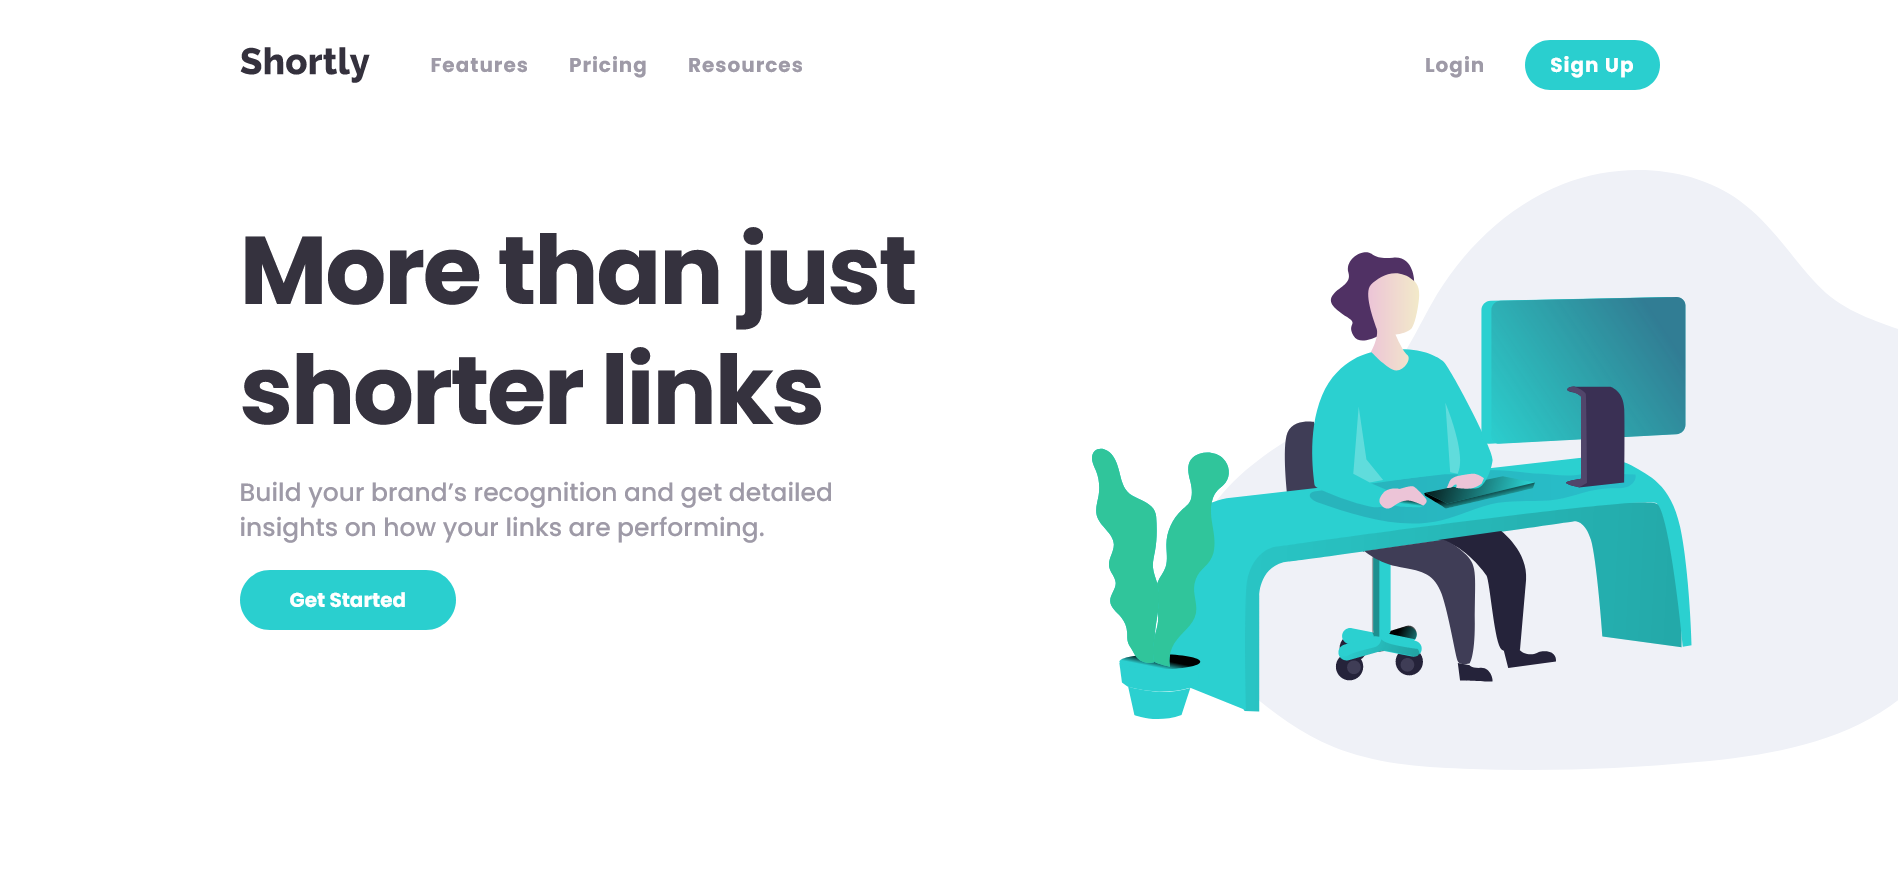 Shortly Features Pricing Resources Login Sign Up
More than just
shorter links
Build your brand’s recognition and get detailed
insights on how your links are performing.
Get Started